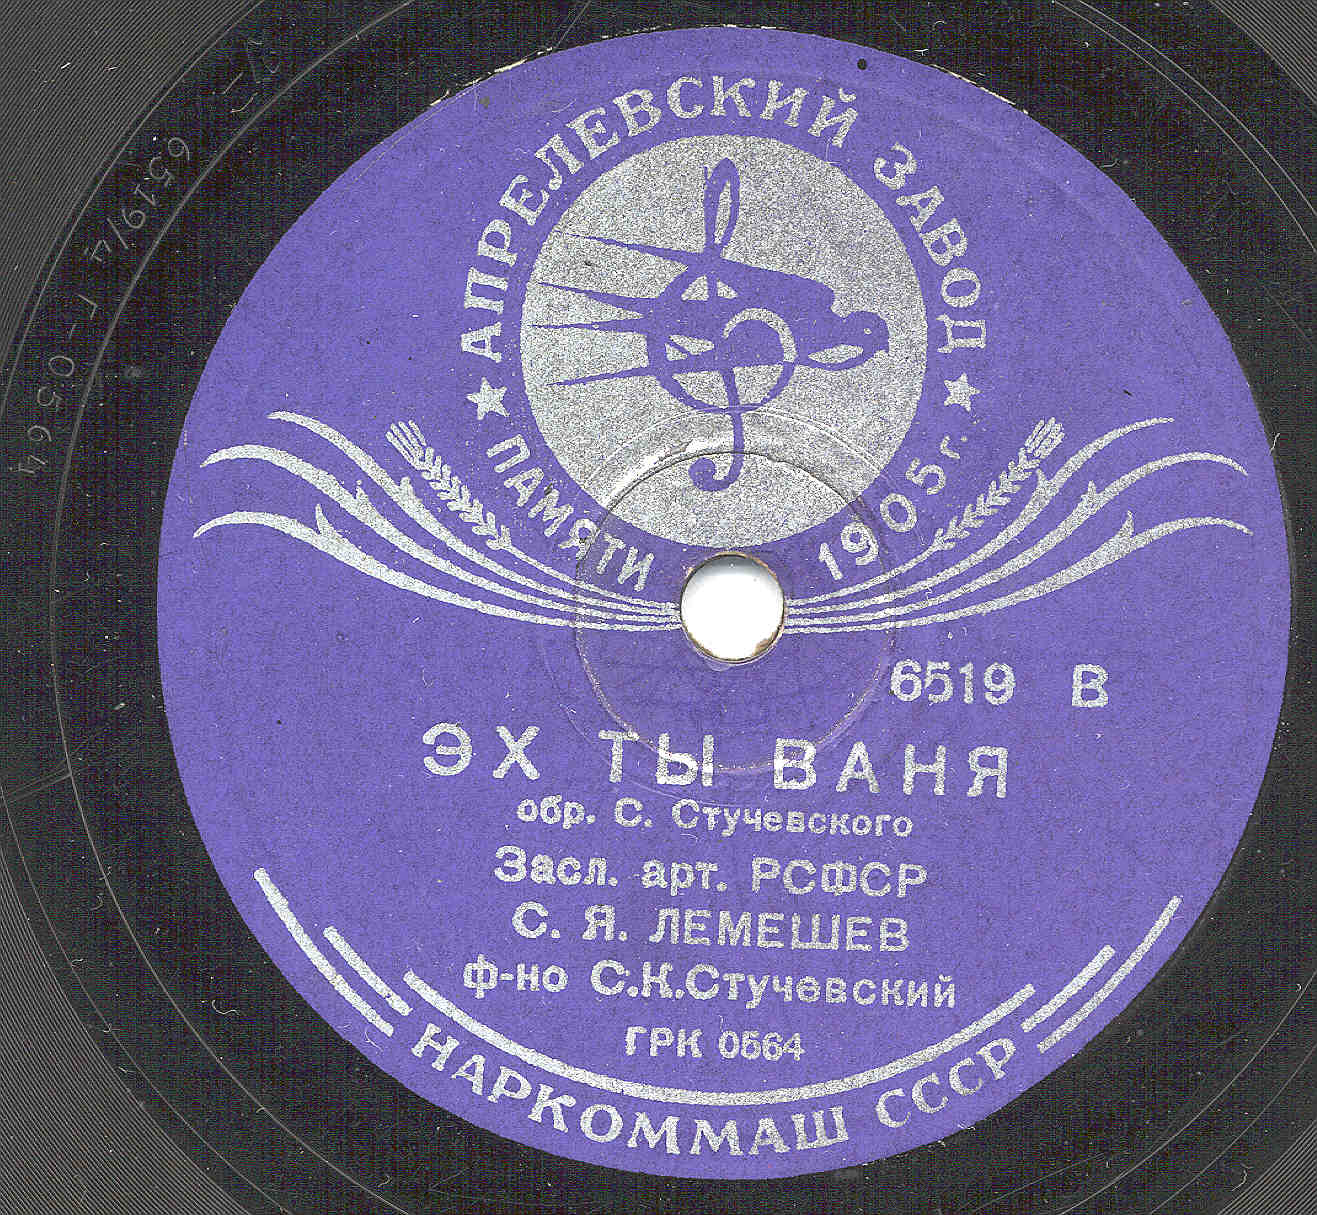 АПРЕЛЕВСКИЙ ЗАВОД
ПАМЯТИ 1905 г.
6519 В
ЭХ ТЫ ВАНЯ
обр. С. Стучевского
Засл. арт. РСФСР
С. Я. ЛЕМЕШЕВ
ф-но С.К.Стучевский
ГРК 0564
НАРКОММАШ СССР
6519/4 Г-0564